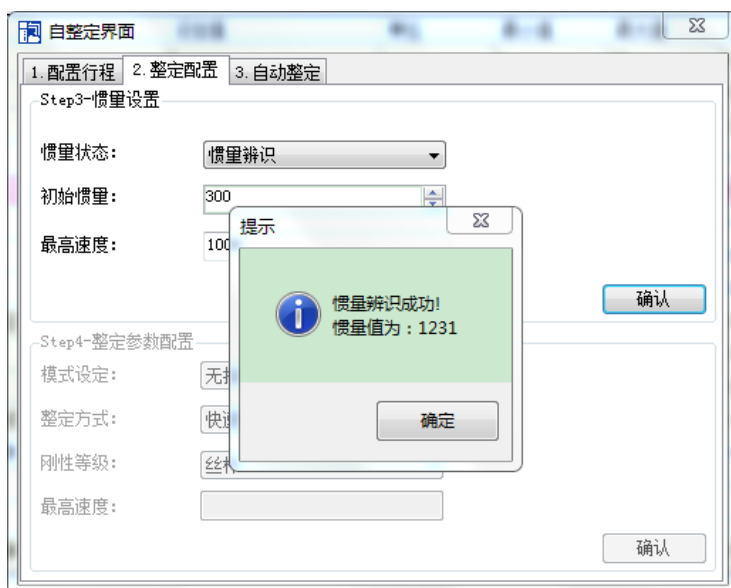 自整定界面
1.配置行程 2.整定配置 3.自动整定
Step3-惯量设置
惯量状态: 惯量辨识
初始惯量: 300
最高速度: 100
提示
惯量辨识成功!
惯量值为:1231
确定
确认
Step4-整定参数配置
模式设定: 无
整定方式: 快
刚性等级: 丝
最高速度:
确认